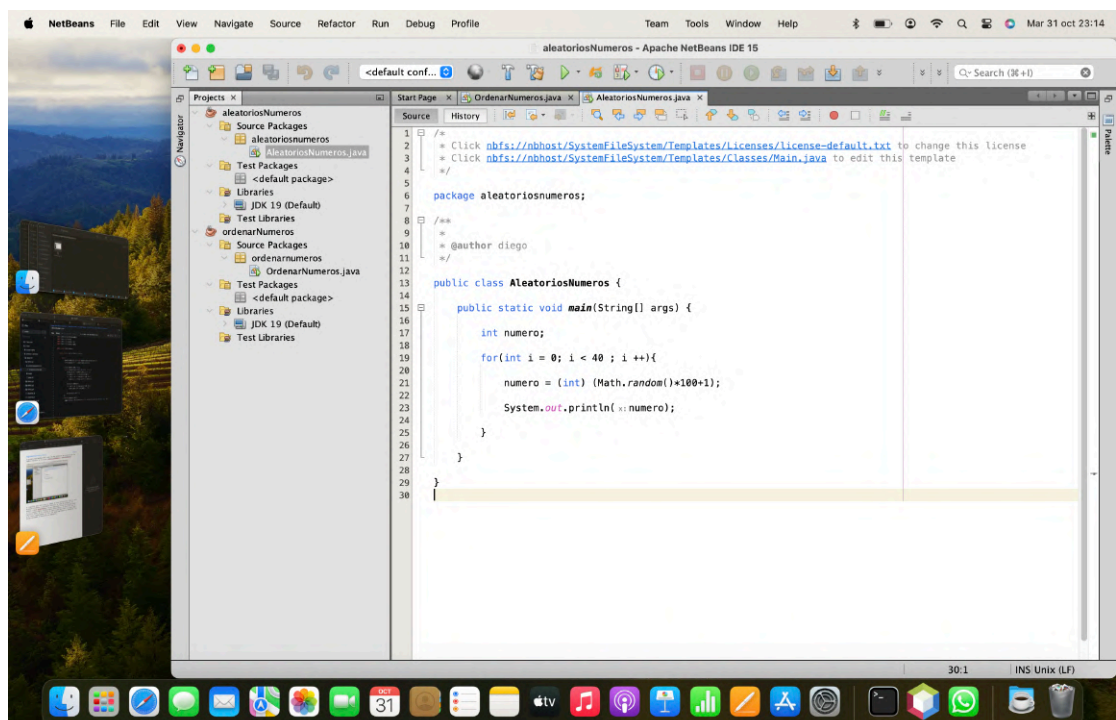 NetBeans File Edit View Navigate Source Refactor Run Debug Profile Team Tools Window Help Mar 31 oct 23:14
aleatoriosNumeros - Apache NetBeans IDE 15
<default conf... Search (⌘+I)
Projects × Start Page × OrdenarNumeros.java × AleatoriosNumeros.java ×
Navigator
Palette
aleatoriosNumeros
Source Packages
aleatoriosnumeros
AleatoriosNumeros.java
Test Packages
<default package>
Libraries
JDK 19 (Default)
Test Libraries
ordenarNumeros
Source Packages
ordenarnumeros
OrdenarNumeros.java
Test Packages
<default package>
Libraries
JDK 19 (Default)
Test Libraries
Source History
1 /*
2 * Click nbfs://nbhost/SystemFileSystem/Templates/Licenses/license-default.txt to change this license
3 * Click nbfs://nbhost/SystemFileSystem/Templates/Classes/Main.java to edit this template
4 */
5
6 package aleatoriosnumeros;
7
8 /**
9 *
10 * @author diego
11 */
12
13 public class AleatoriosNumeros {
14
15 public static void main(String[] args) {
16
17 int numero;
18
19 for(int i = 0; i < 40 ; i ++){
20
21 numero = (int) (Math.random()*100+1);
22
23 System.out.println( x: numero);
24
25 }
26
27 }
28
29 }
30
30:1 INS Unix (LF)
OCT
31
tv